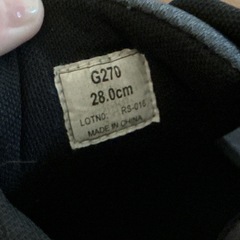 G270
28.0cm
LOTNO. RS-016
MADE IN CHINA